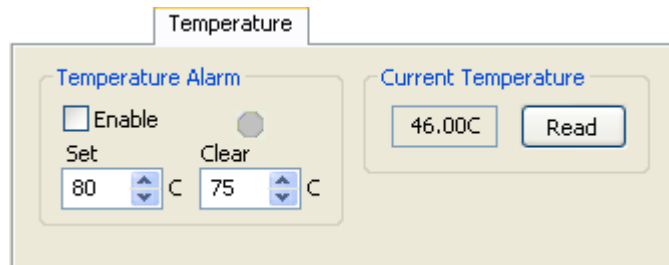 Temperature
Temperature Alarm
Enable
Set
Clear
80 C 75 C
Current Temperature
46.00C Read